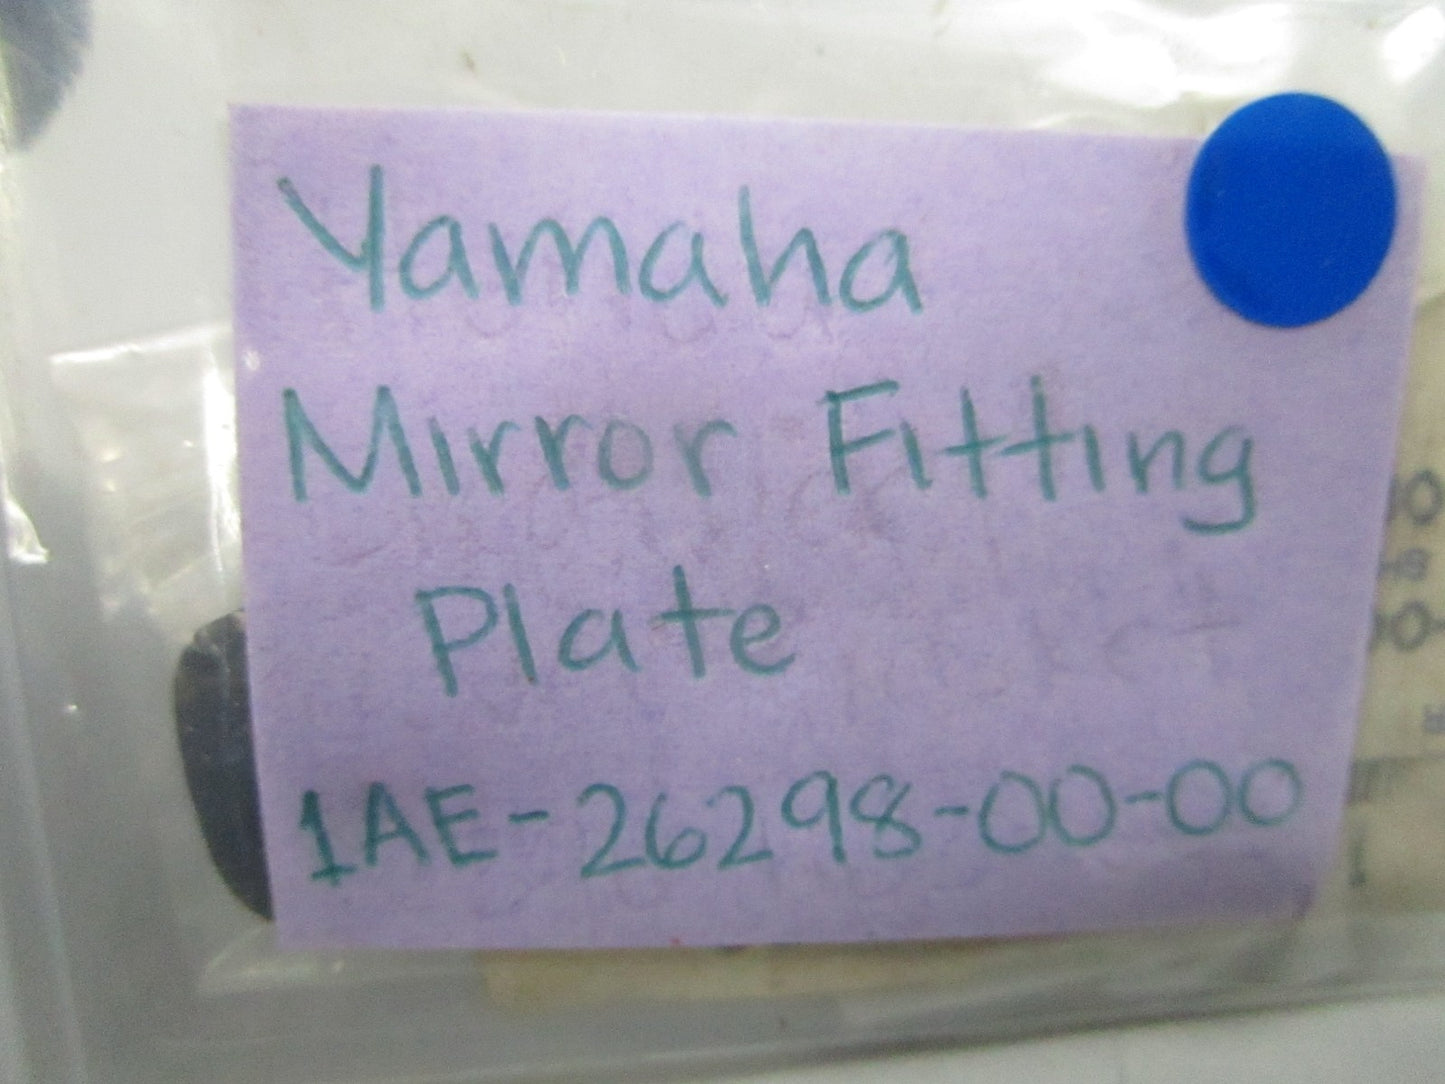 Yamaha
Mirror Fitting
Plate
1AE-26298-00-00